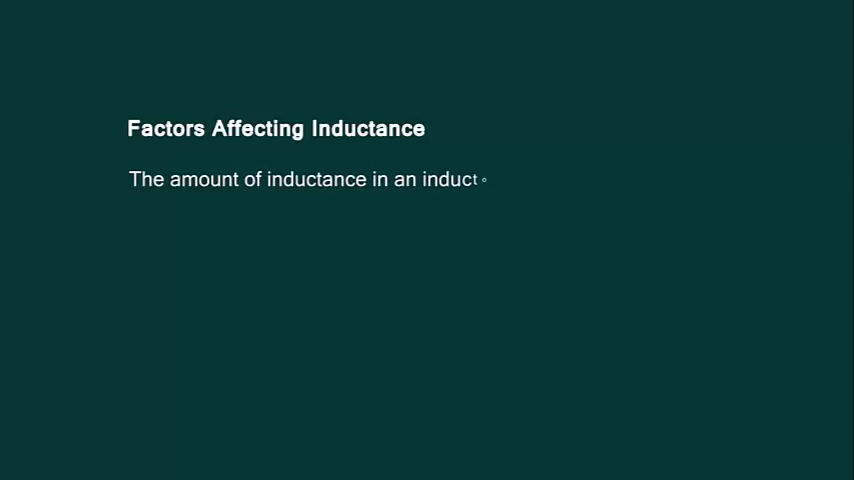 Factors Affecting Inductance
The amount of inductance in an induct